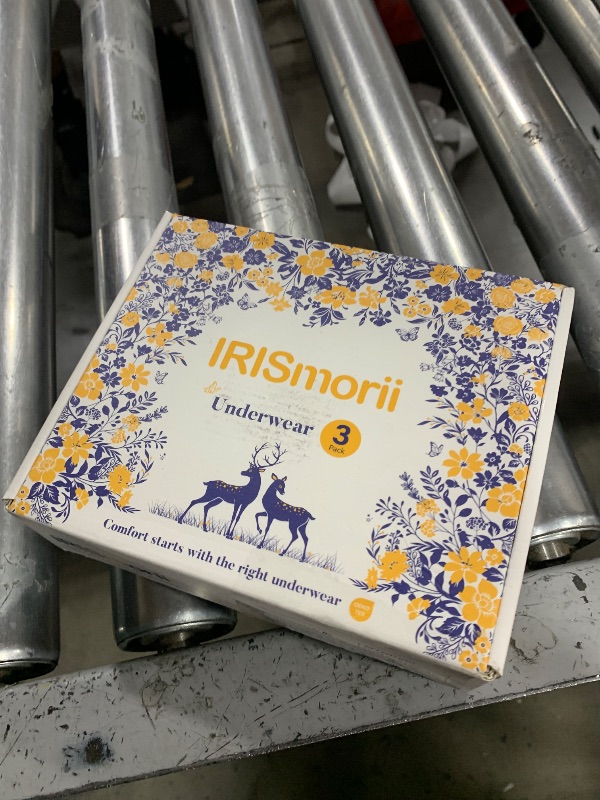 IRISmorii
Underwear
3
Pack
Comfort starts with the right underwear